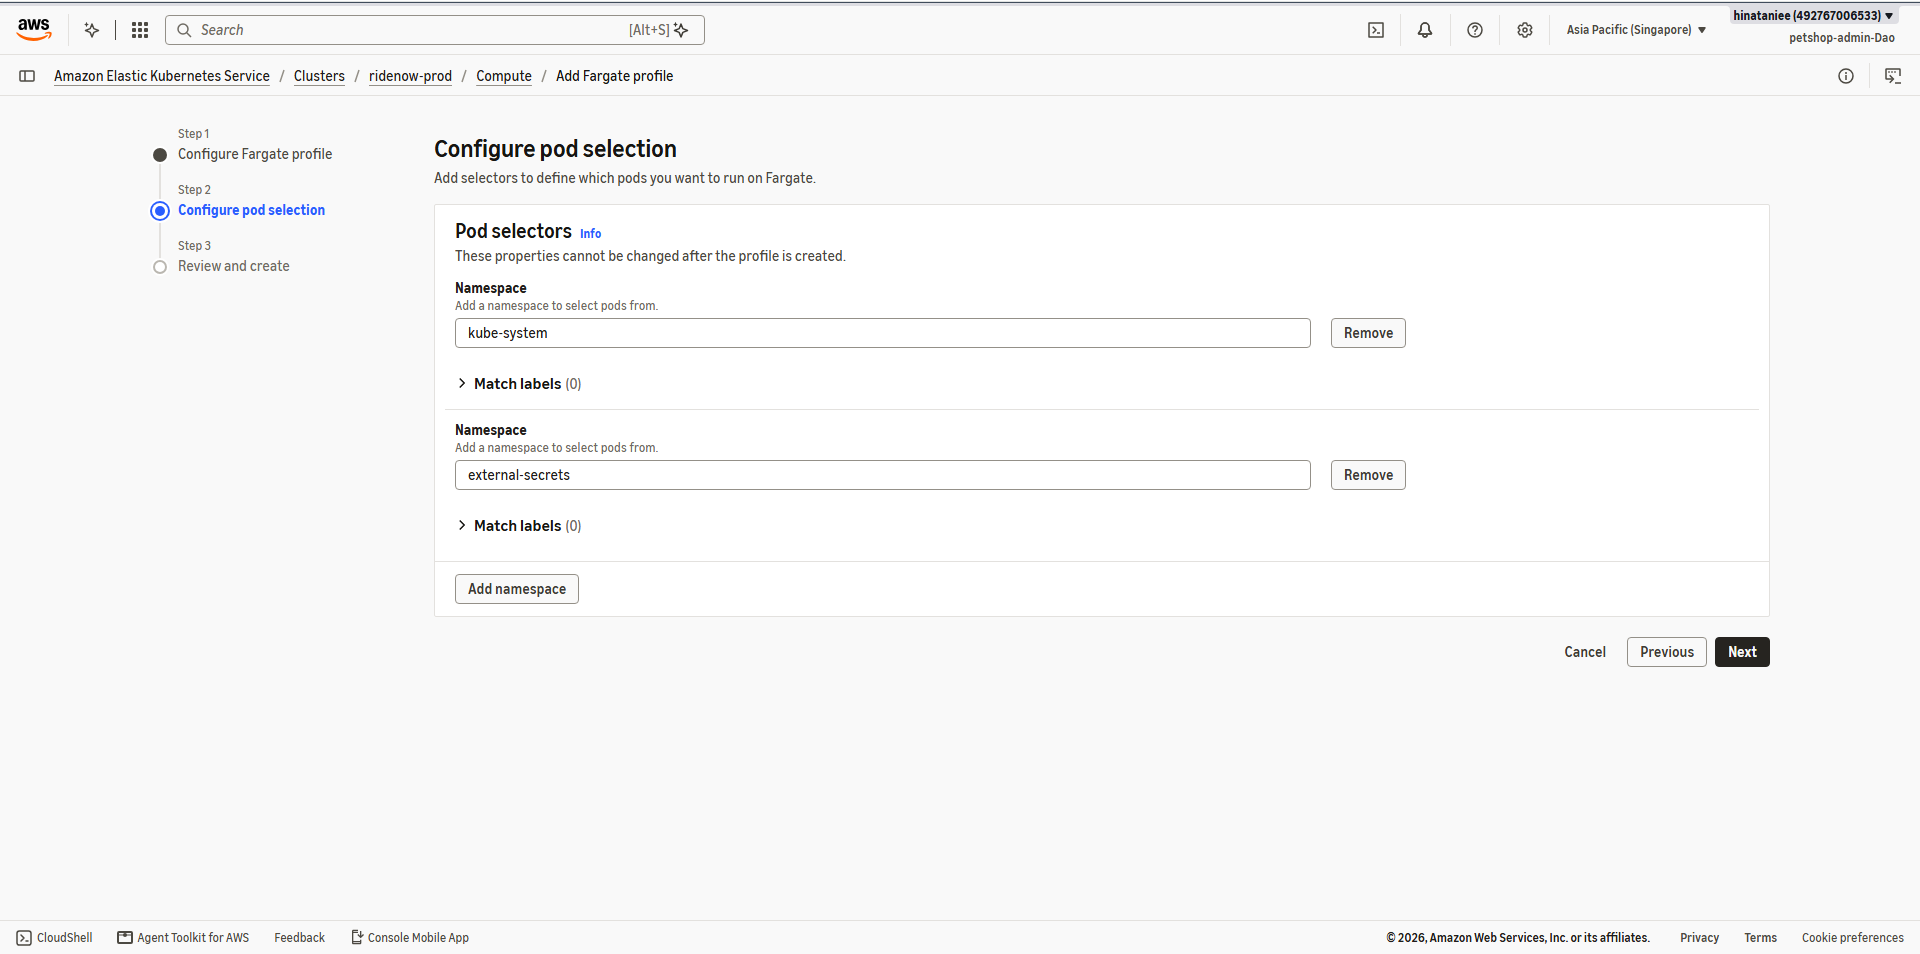 aws
Search [Alt+S]
Asia Pacific (Singapore)
hinataniee (492767006533)
petshop-admin-Dao
Amazon Elastic Kubernetes Service / Clusters / ridenow-prod / Compute / Add Fargate profile
Step 1
Configure Fargate profile
Step 2
Configure pod selection
Step 3
Review and create
Configure pod selection
Add selectors to define which pods you want to run on Fargate.
Pod selectors Info
These properties cannot be changed after the profile is created.
Namespace
Add a namespace to select pods from.
kube-system
Remove
Match labels (0)
Namespace
Add a namespace to select pods from.
external-secrets
Remove
Match labels (0)
Add namespace
Cancel Previous Next
CloudShell Agent Toolkit for AWS Feedback Console Mobile App © 2026, Amazon Web Services, Inc. or its affiliates. Privacy Terms Cookie preferences